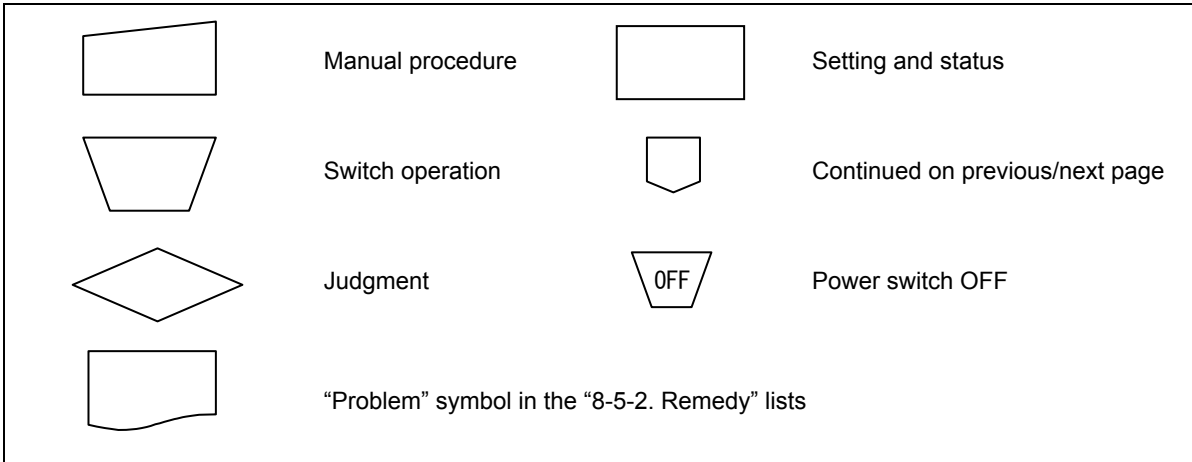 Manual procedure
Setting and status
Switch operation
Continued on previous/next page
Judgment
OFF
Power switch OFF
“Problem” symbol in the “8-5-2. Remedy” lists